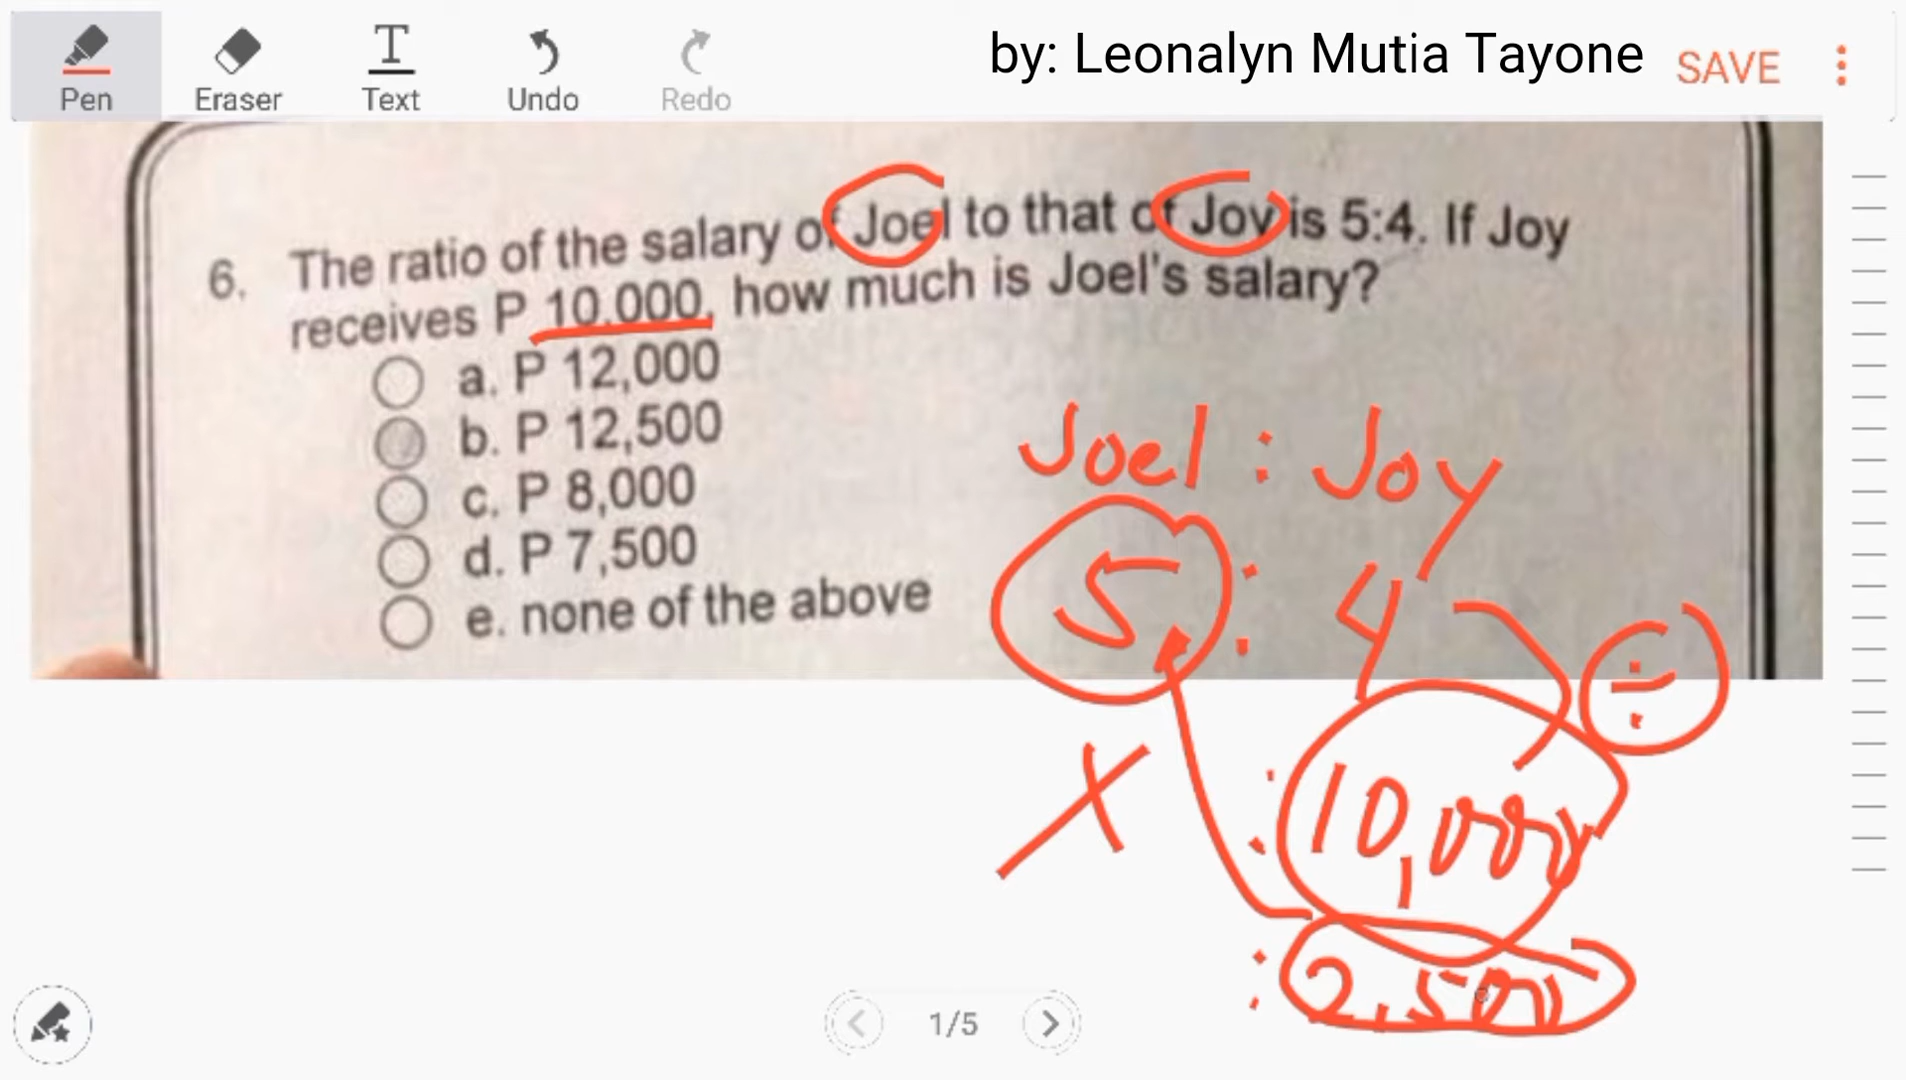 Pen
Eraser
Text
Undo
Redo
by: Leonalyn Mutia Tayone
SAVE
6. The ratio of the salary of Joel to that of Joy is 5:4. If Joy
receives P 10,000, how much is Joel's salary?
a. P 12,000
b. P 12,500
c. P 8,000
d. P 7,500
e. none of the above
Joel : Joy
5 : 4
÷
X : 10,000
: 2,500
1/5